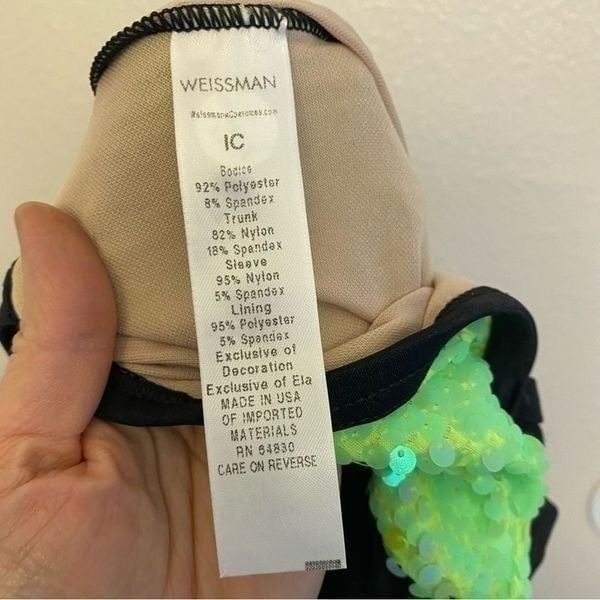 WEISSMAN
WeissmansCostumes.com
IC
Bodice
92% Polyester
8% Spandex
Trunk
82% Nylon
18% Spandex
Sleeve
95% Nylon
5% Spandex
Lining
95% Polyester
5% Spandex
Exclusive of
Decoration
Exclusive of Ela
MADE IN USA
OF IMPORTED
MATERIALS
RN 64830
CARE ON REVERSE